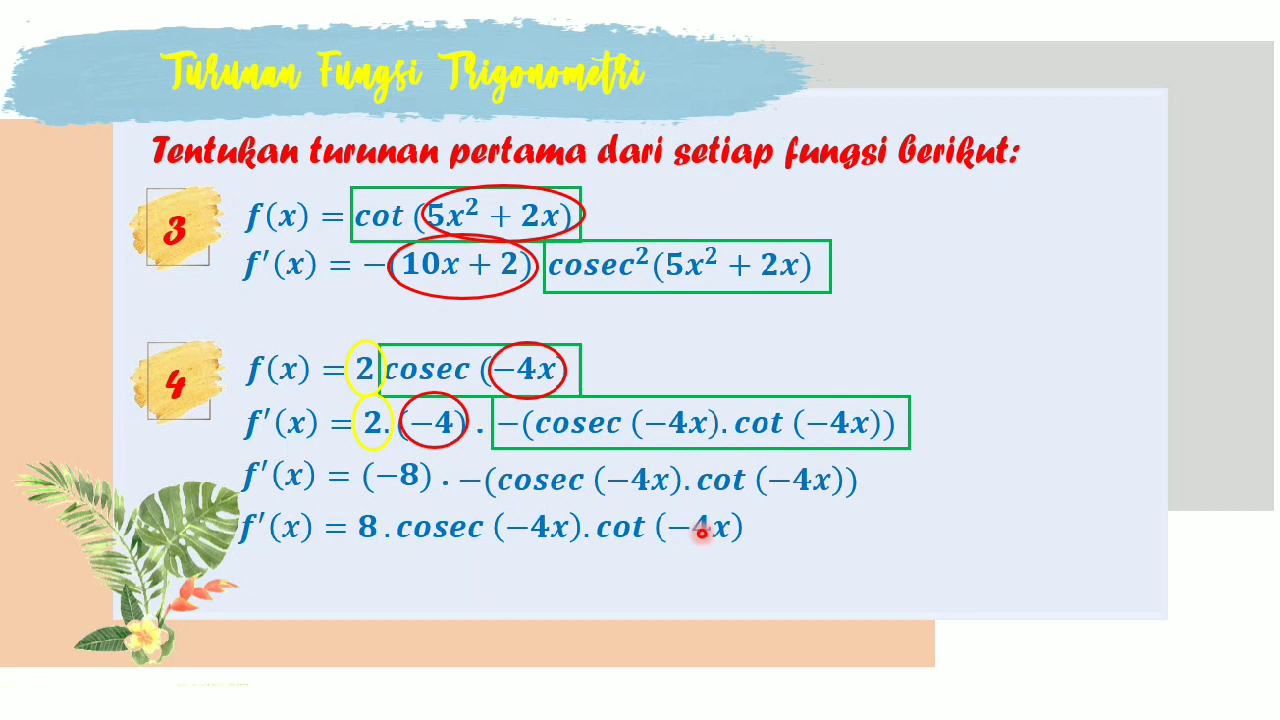 Turunan Fungsi Trigonometri
Tentukan turunan pertama dari setiap fungsi berikut:
3
f(x) = cot (5x² + 2x)
f′(x) = −(10x + 2) cosec²(5x² + 2x)
4
f(x) = 2 cosec (−4x)
f′(x) = 2. (−4) . −(cosec (−4x). cot (−4x))
f′(x) = (−8) . −(cosec (−4x). cot (−4x))
f′(x) = 8 . cosec (−4x). cot (−4x)